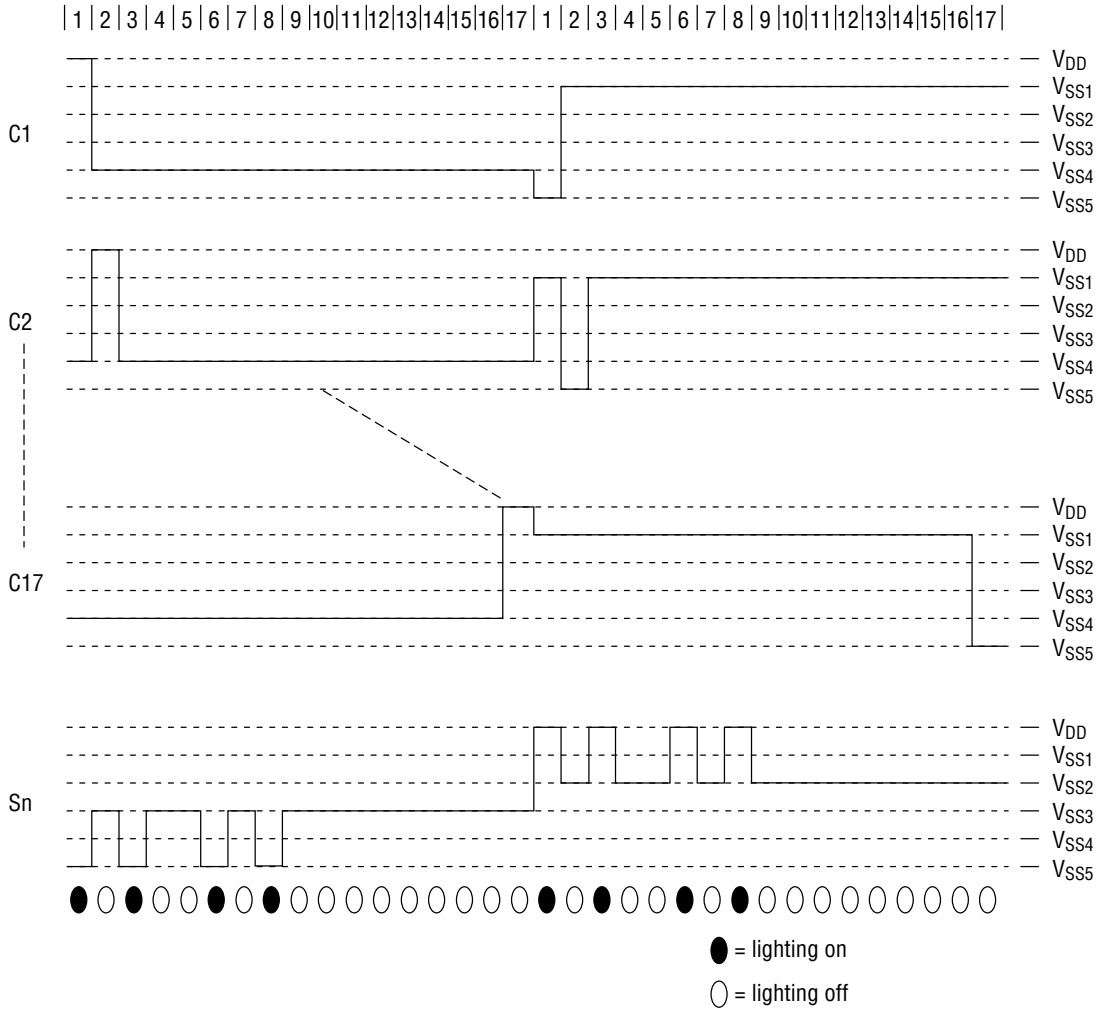 1 2 3 4 5 6 7 8 9 10 11 12 13 14 15 16 17 1 2 3 4 5 6 7 8 9 10 11 12 13 14 15 16 17
C1
VDD
VSS1
VSS2
VSS3
VSS4
VSS5
C2
VDD
VSS1
VSS2
VSS3
VSS4
VSS5
C17
VDD
VSS1
VSS2
VSS3
VSS4
VSS5
Sn
VDD
VSS1
VSS2
VSS3
VSS4
VSS5
= lighting on
= lighting off